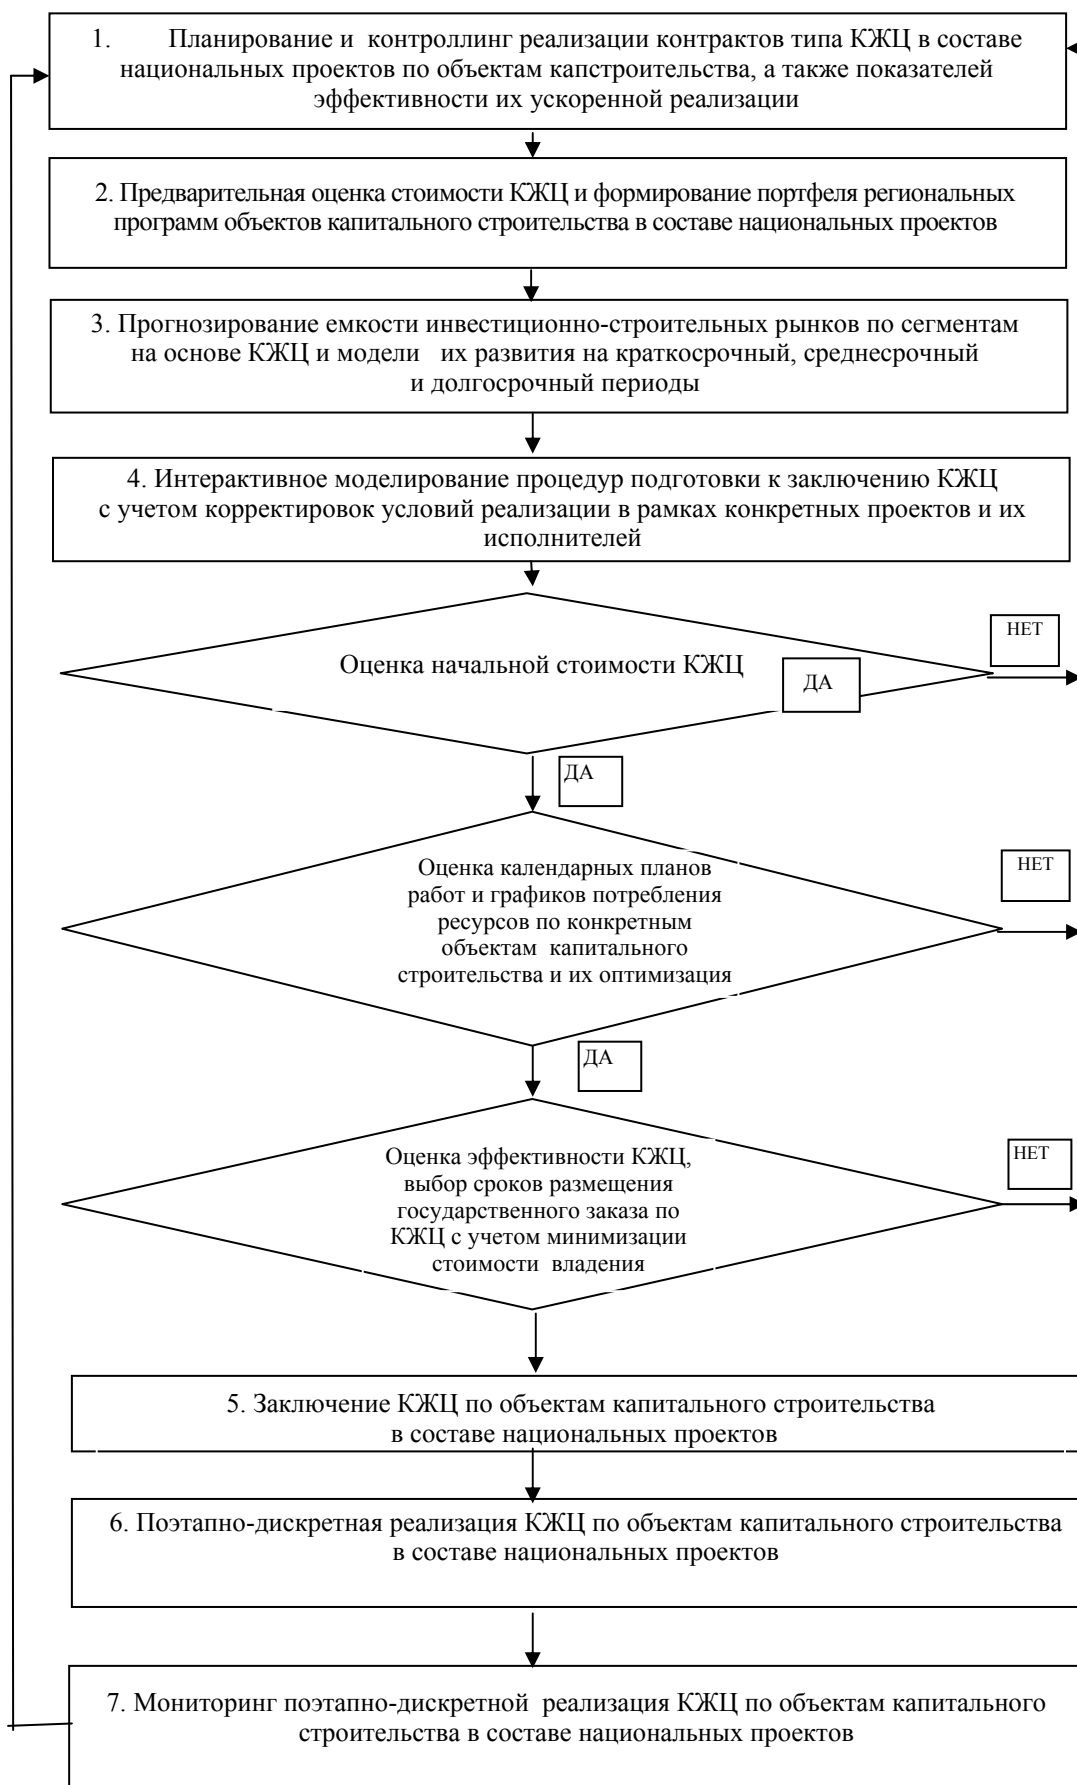 1. Планирование и контроллинг реализации контрактов типа КЖЦ в составе
национальных проектов по объектам капстроительства, а также показателей
эффективности их ускоренной реализации
2. Предварительная оценка стоимости КЖЦ и формирование портфеля региональных
программ объектов капитального строительства в составе национальных проектов
3. Прогнозирование емкости инвестиционно-строительных рынков по сегментам
на основе КЖЦ и модели их развития на краткосрочный, среднесрочный
и долгосрочный периоды
4. Интерактивное моделирование процедур подготовки к заключению КЖЦ
с учетом корректировок условий реализации в рамках конкретных проектов и их
исполнителей
НЕТ
Оценка начальной стоимости КЖЦ
ДА
ДА
Оценка календарных планов
работ и графиков потребления
ресурсов по конкретным
объектам капитального
строительства и их оптимизация
НЕТ
ДА
Оценка эффективности КЖЦ,
выбор сроков размещения
государственного заказа по
КЖЦ с учетом минимизации
стоимости владения
НЕТ
5. Заключение КЖЦ по объектам капитального строительства
в составе национальных проектов
6. Поэтапно-дискретная реализация КЖЦ по объектам капитального строительства
в составе национальных проектов
7. Мониторинг поэтапно-дискретной реализация КЖЦ по объектам капитального
строительства в составе национальных проектов